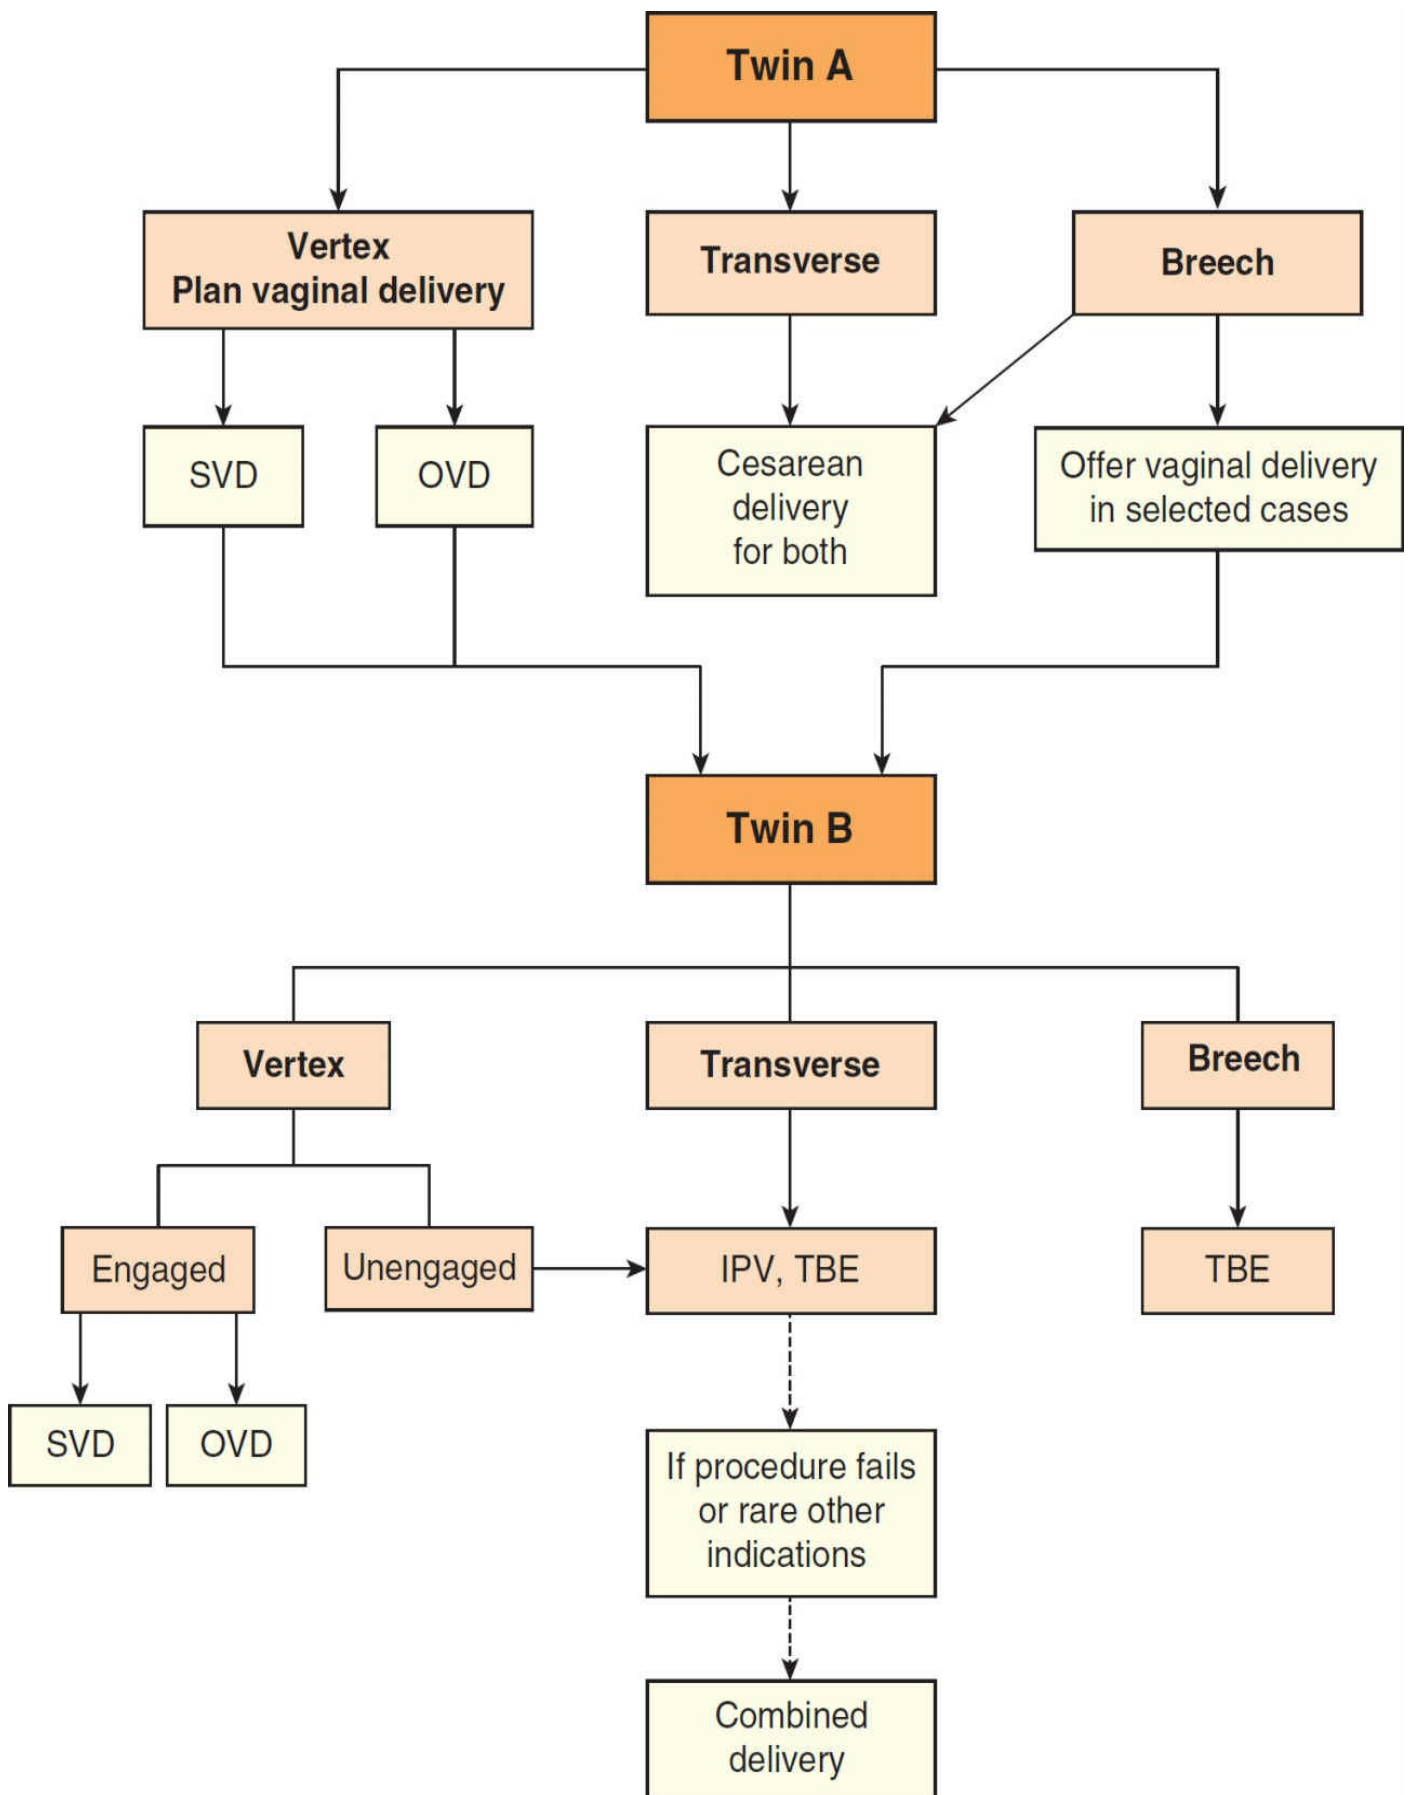 Twin A
Vertex
Plan vaginal delivery
Transverse
Breech
SVD
OVD
Cesarean
delivery
for both
Offer vaginal delivery
in selected cases
Twin B
Vertex
Transverse
Breech
Engaged
Unengaged
IPV, TBE
TBE
SVD
OVD
If procedure fails
or rare other
indications
Combined
delivery